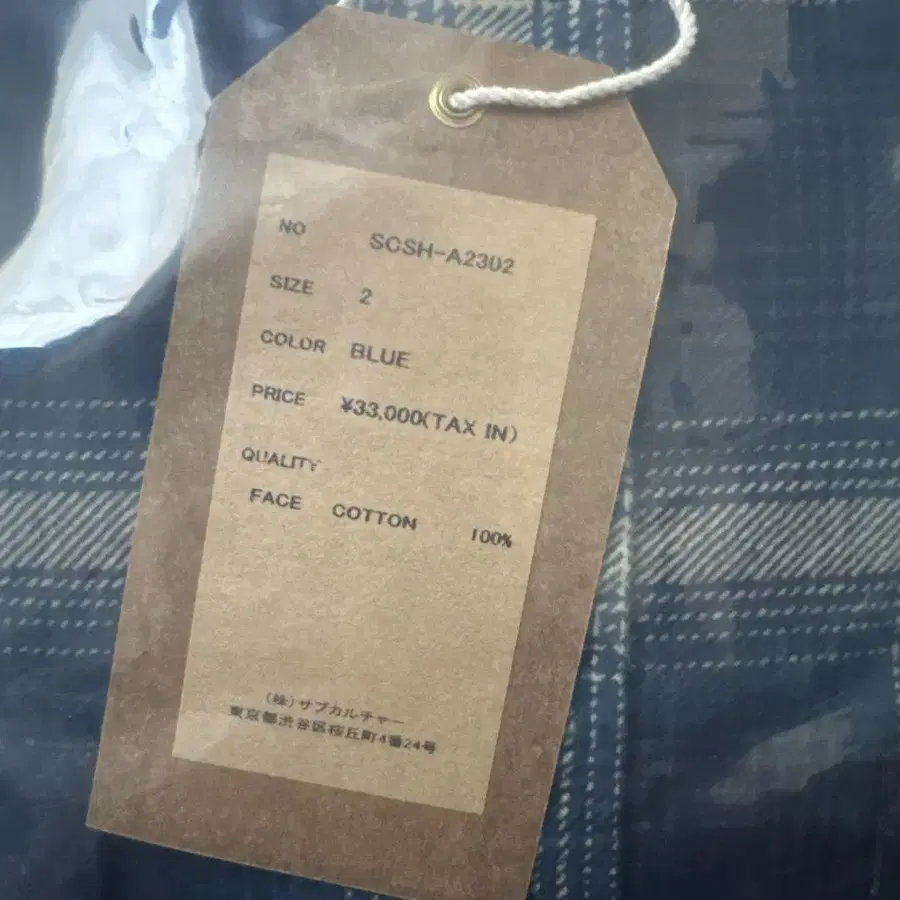 NO SCSH-A2302
SIZE 2
COLOR BLUE
PRICE ¥33,000(TAX IN)
QUALITY
FACE COTTON 100%
(株)サブカルチャー
東京都渋谷区桜丘町4番24号